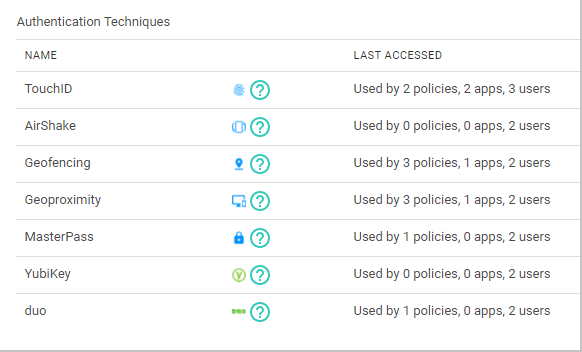 Authentication Techniques
NAME LAST ACCESSED
TouchID ? Used by 2 policies, 2 apps, 3 users
AirShake ? Used by 0 policies, 0 apps, 2 users
Geofencing ? Used by 3 policies, 1 apps, 2 users
Geoproximity ? Used by 3 policies, 1 apps, 2 users
MasterPass ? Used by 1 policies, 0 apps, 2 users
YubiKey y ? Used by 0 policies, 0 apps, 2 users
duo ? Used by 1 policies, 0 apps, 2 users